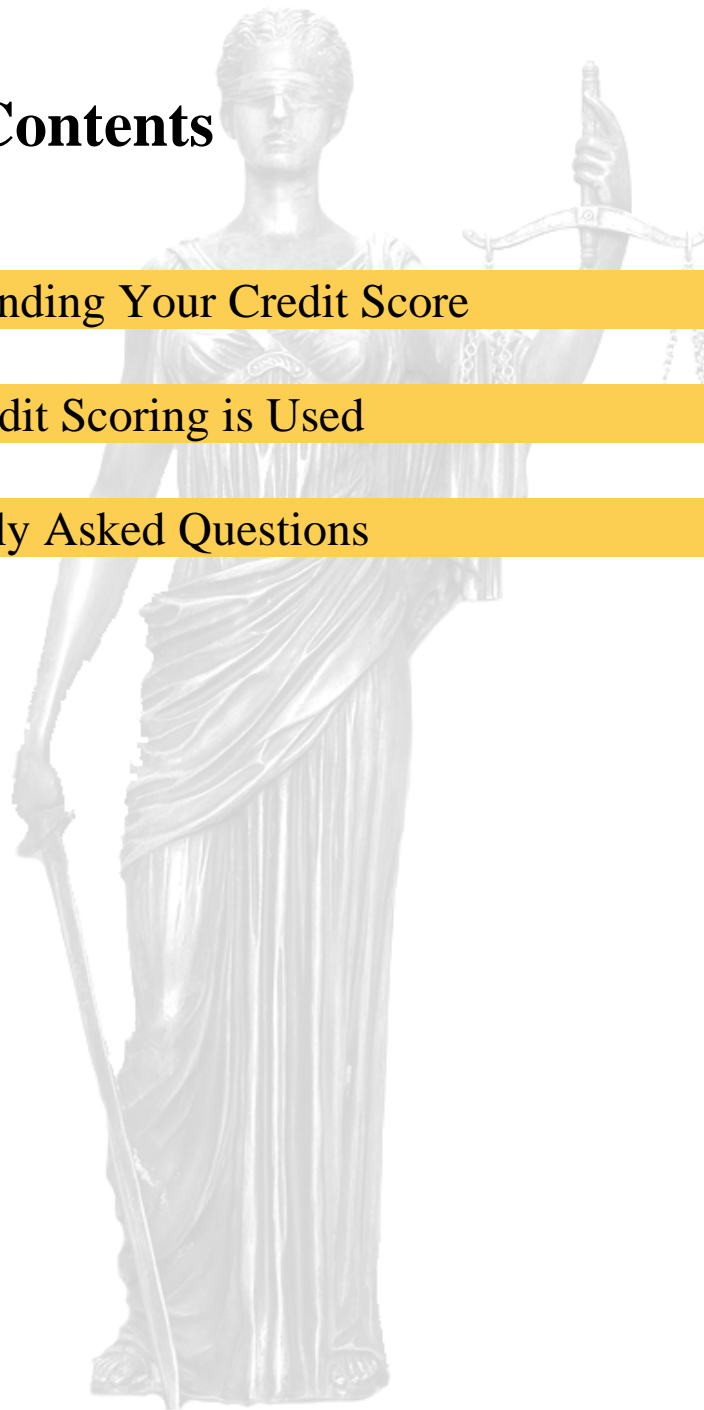 Contents
nding Your Credit Score
dit Scoring is Used
ly Asked Questions